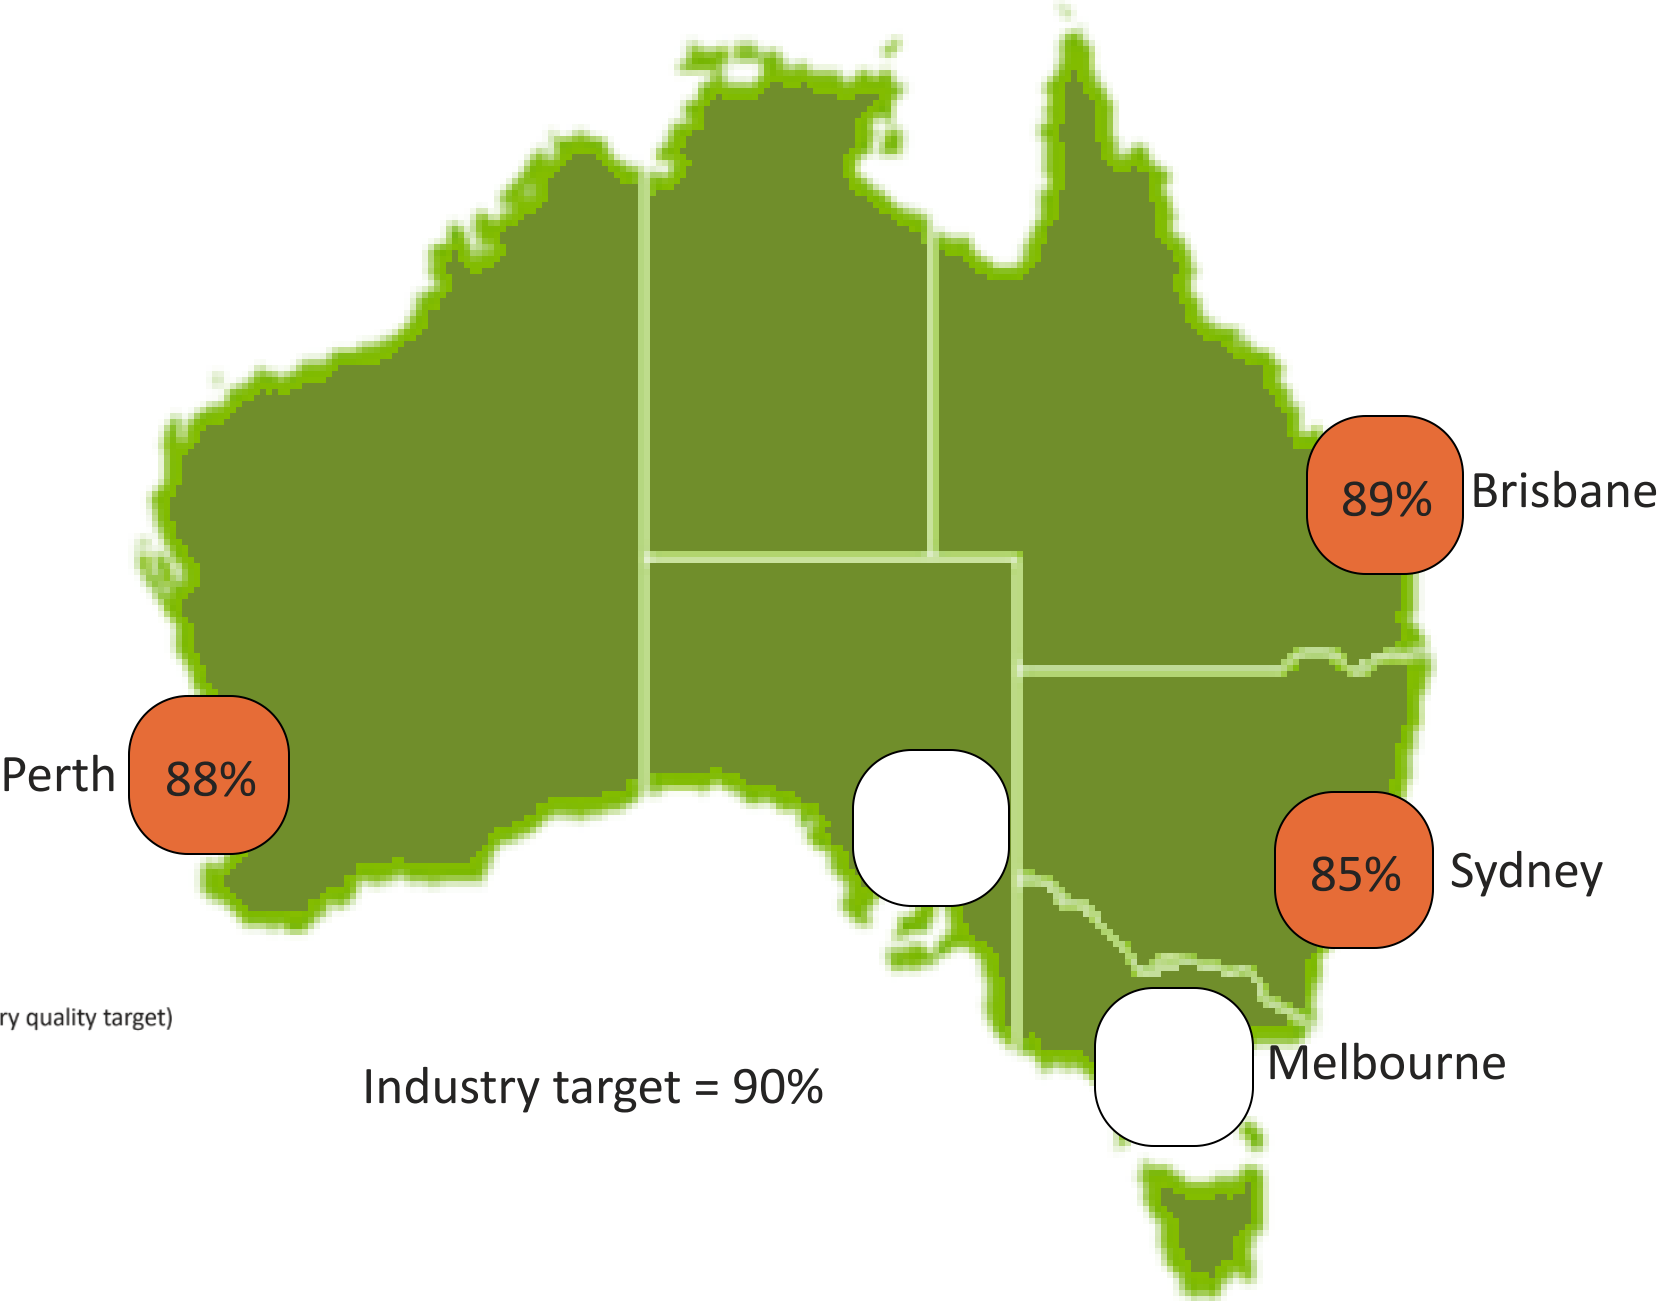 89%
Brisbane
Perth
88%
85%
Sydney
ry quality target)
Melbourne
Industry target = 90%